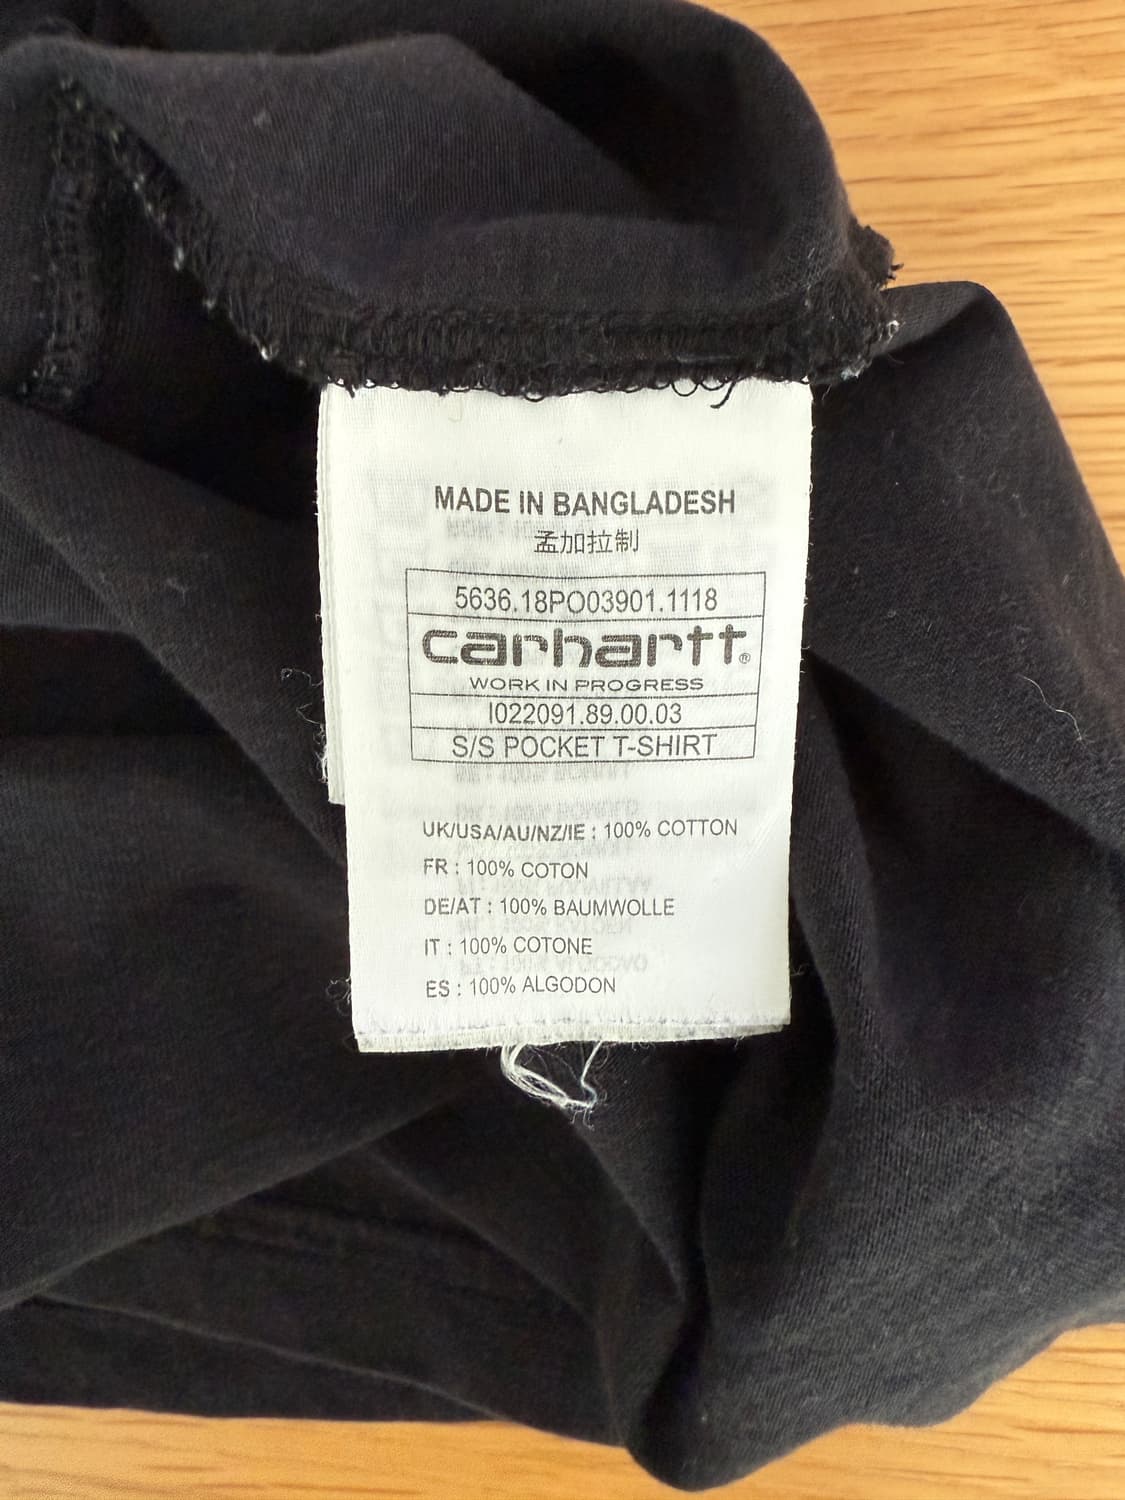 MADE IN BANGLADESH
孟加拉制
5636.18PO03901.1118
carhartt®
WORK IN PROGRESS
I022091.89.00.03
S/S POCKET T-SHIRT
UK/USA/AU/NZ/IE : 100% COTTON
FR : 100% COTON
DE/AT : 100% BAUMWOLLE
IT : 100% COTONE
ES : 100% ALGODON